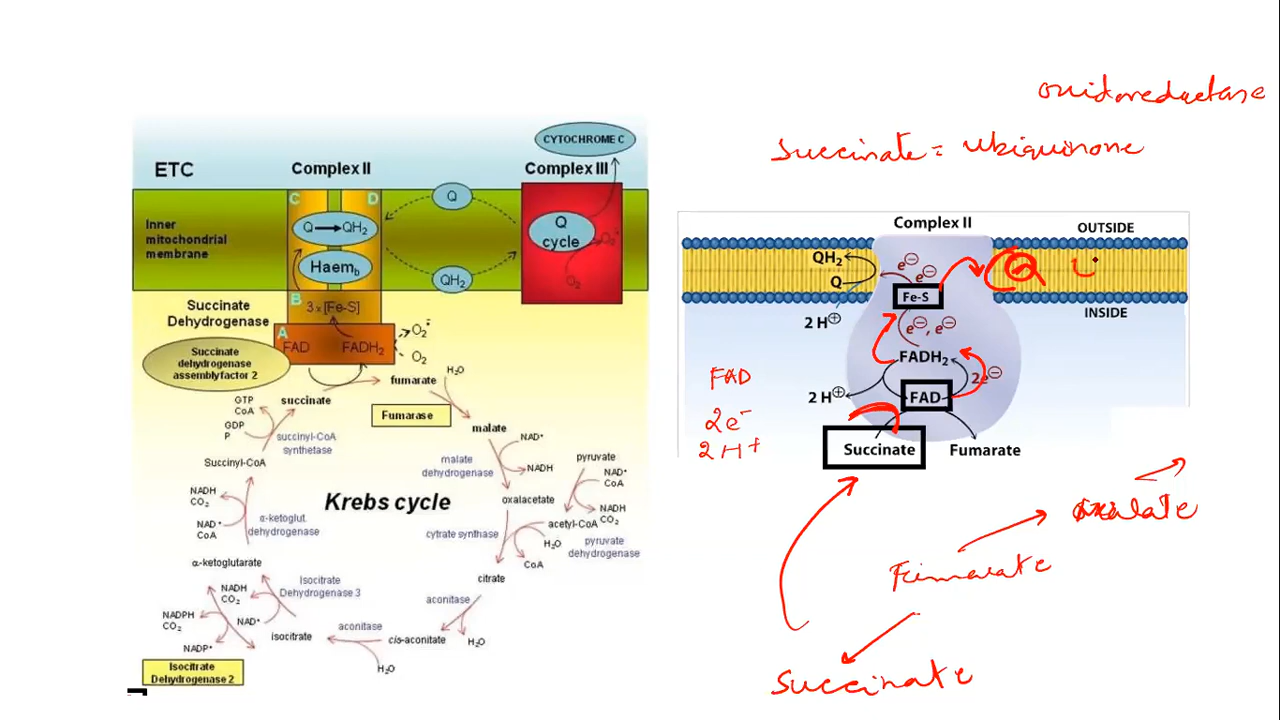 ouidoreductase
Succinate = Ubiquinone
CYTOCHROME C
ETC
Complex II
Complex III
C
D
Q
Q → QH₂
Q
cycle
O₂⁻
O₂
Inner
mitochondrial
membrane
Haem_b
QH₂
B
3 x [Fe-S]
Succinate
Dehydrogenase
A
FAD
FADH₂
O₂⁻
O₂
Succinate
dehydrogenase
assembly factor 2
fumarate
H₂O
Fumarase
succinate
malate
GTP
CoA
GDP
P
succinyl-CoA
synthetase
Succinyl-CoA
malate
dehydrogenase
NAD⁺
NADH
pyruvate
NAD⁺
CoA
NADH
CO₂
oxalacetate
acetyl-CoA
pyruvate
dehydrogenase
cytrate synthase
H₂O
CoA
citrate
Krebs cycle
NADH
CO₂
NAD⁺
CoA
α-ketoglut.
dehydrogenase
α-ketoglutarate
NADH
CO₂
NAD⁺
Isocitrate
Dehydrogenase 3
NADPH
CO₂
NADP⁺
isocitrate
aconitase
H₂O
cis-aconitate
aconitase
H₂O
Isocitrate
Dehydrogenase 2
Complex II
OUTSIDE
QH₂
Q
e⁻
e⁻
Q
Fe-S
INSIDE
2 H⁺
e⁻, e⁻
FADH₂
2e⁻
2 H⁺
FAD
Succinate
Fumarate
FAD
2e⁻
2H⁺
malate
Fumarate
Succinate